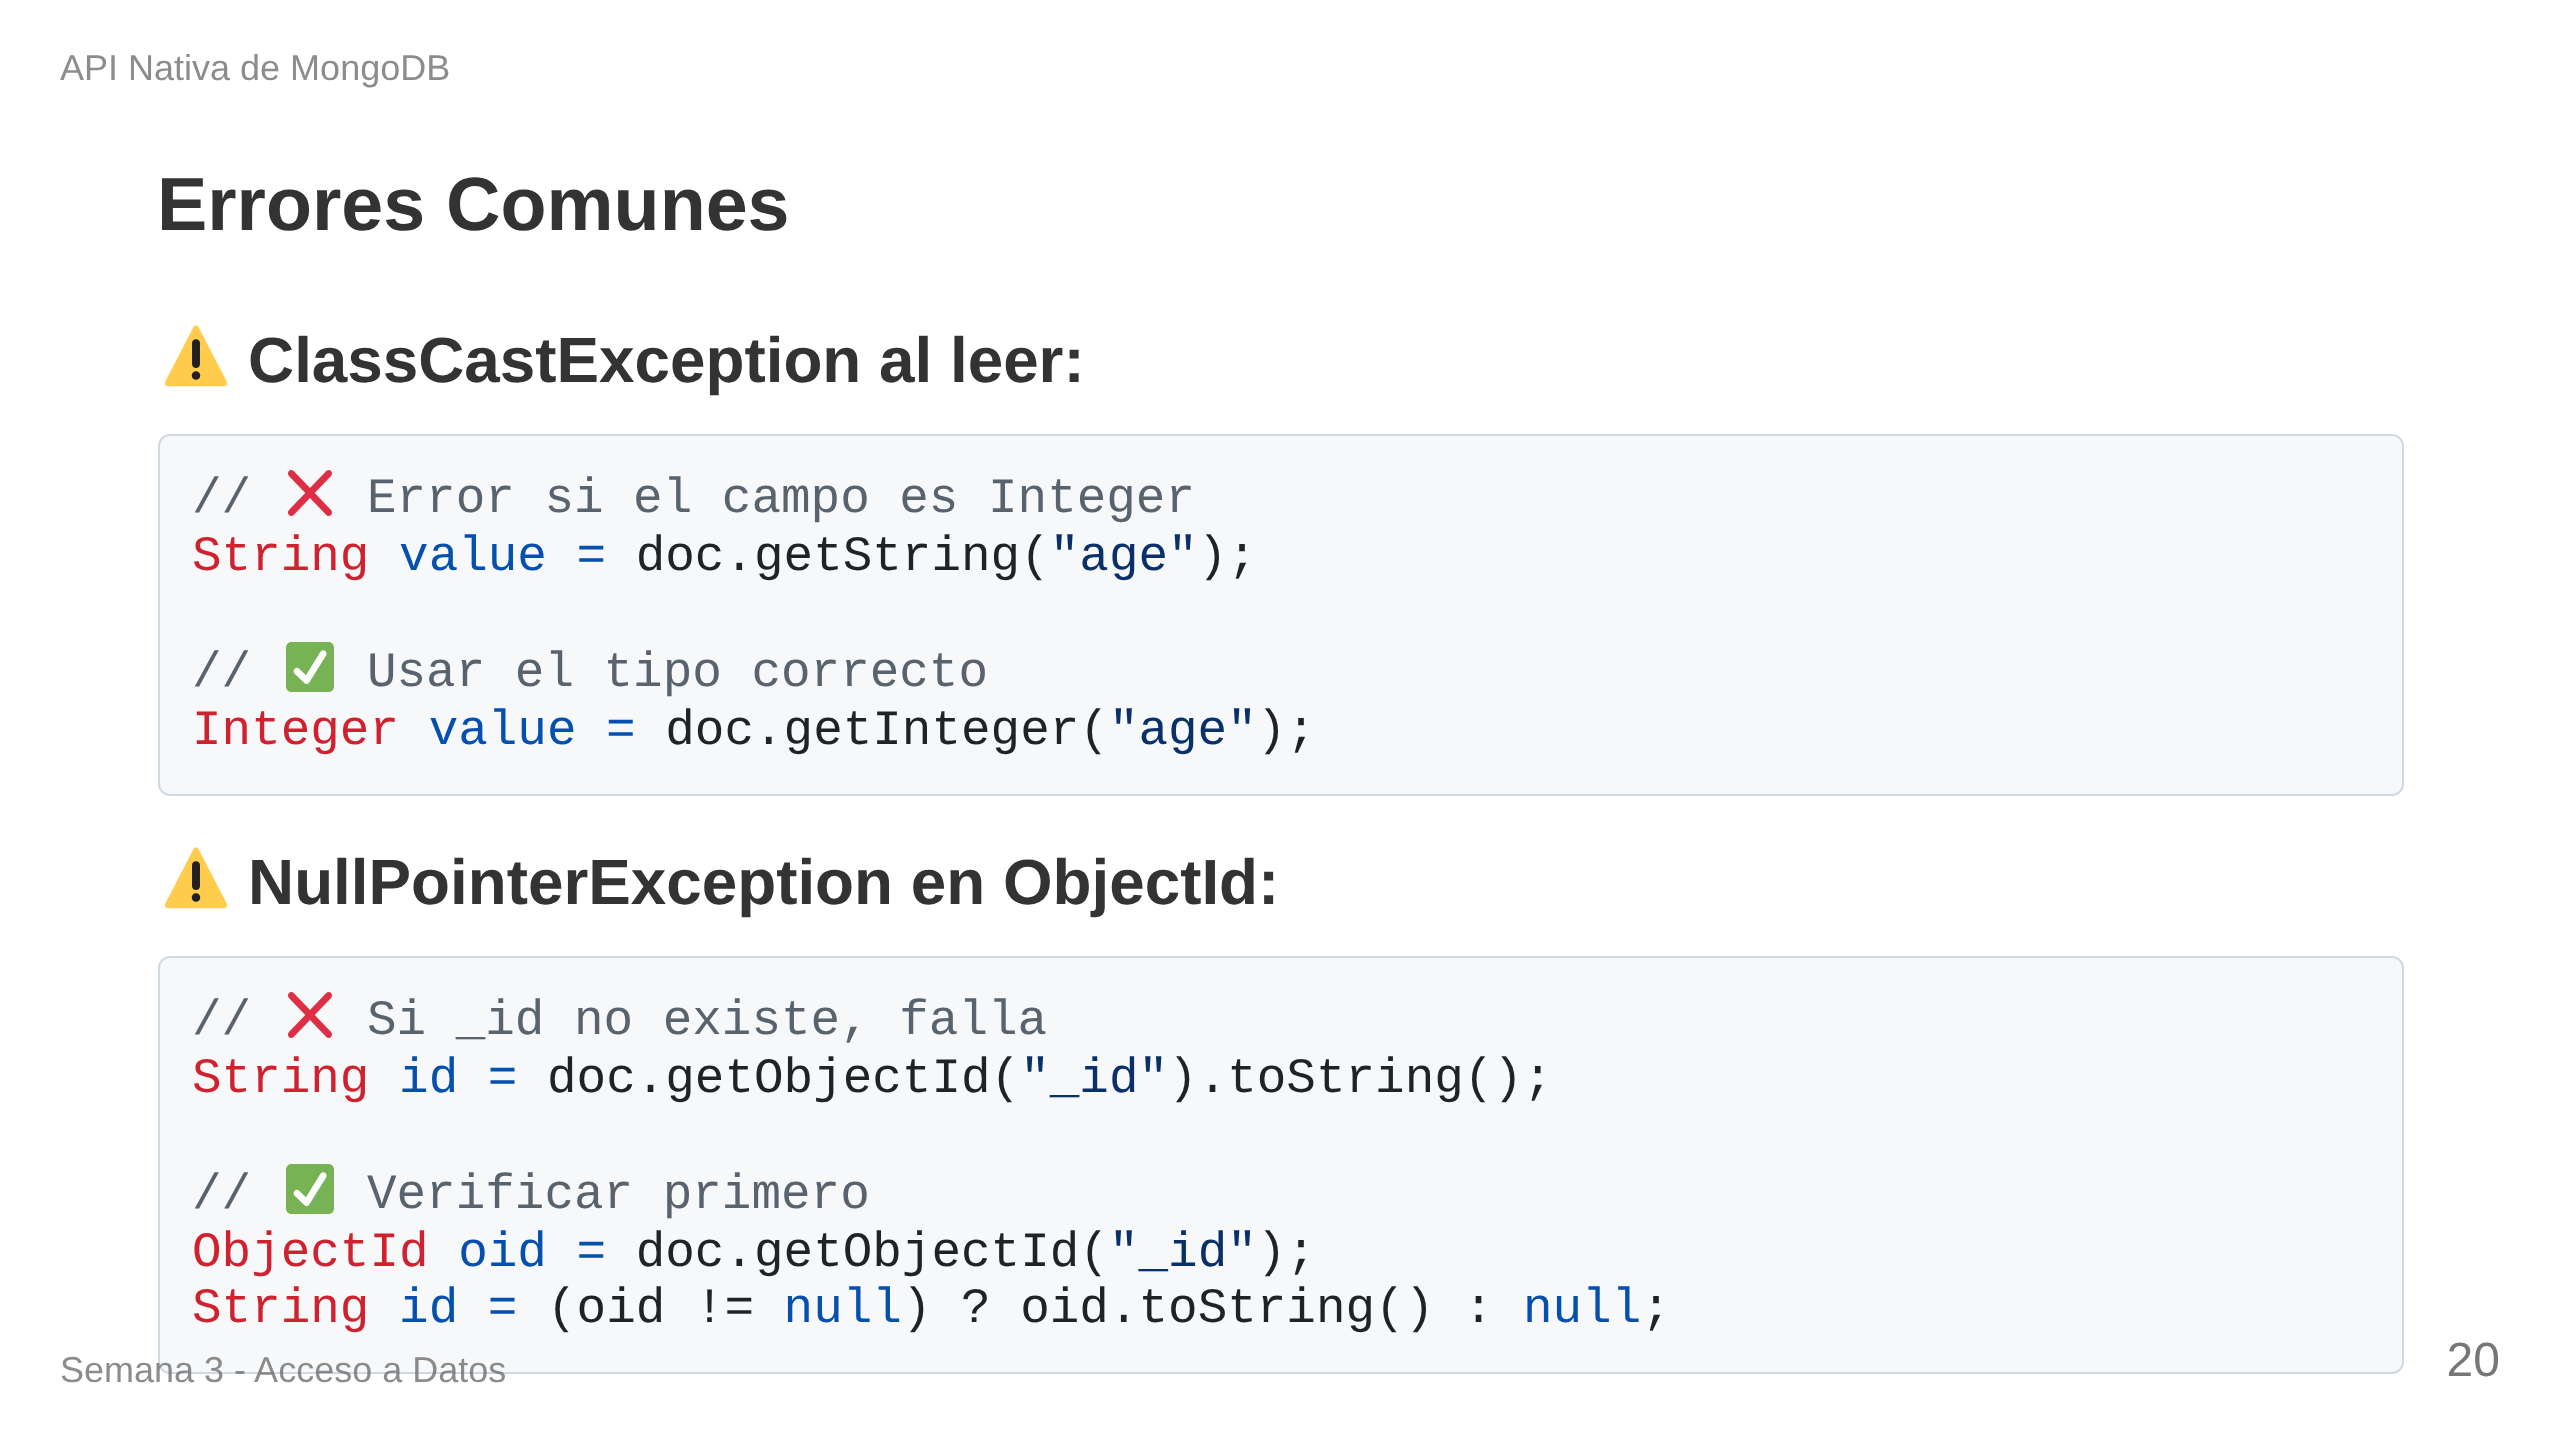 API Nativa de MongoDB
Errores Comunes
⚠️ ClassCastException al leer:
// ❌ Error si el campo es Integer
String value = doc.getString("age");
// ✅ Usar el tipo correcto
Integer value = doc.getInteger("age");
⚠️ NullPointerException en ObjectId:
// ❌ Si _id no existe, falla
String id = doc.getObjectId("_id").toString();
// ✅ Verificar primero
ObjectId oid = doc.getObjectId("_id");
String id = (oid != null) ? oid.toString() : null;
Semana 3 - Acceso a Datos
20